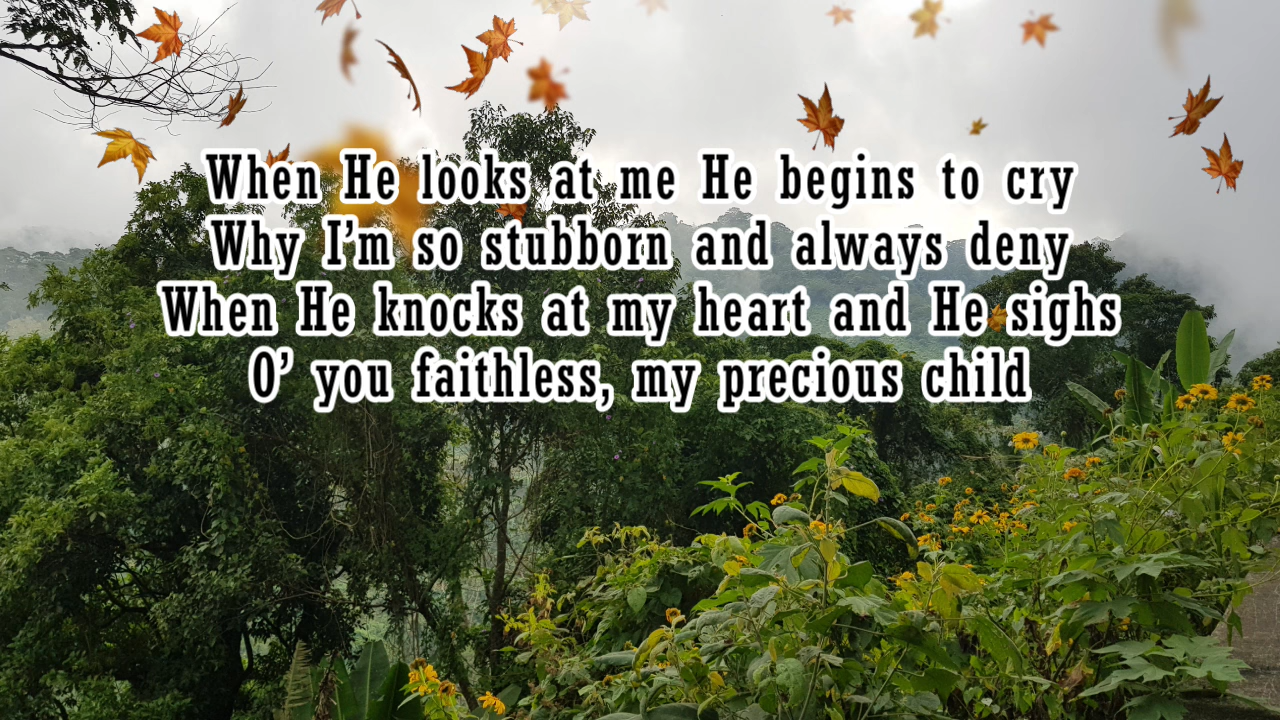 When He looks at me He begins to cry
Why I’m so stubborn and always deny
When He knocks at my heart and He sighs
O’ you faithless, my precious child